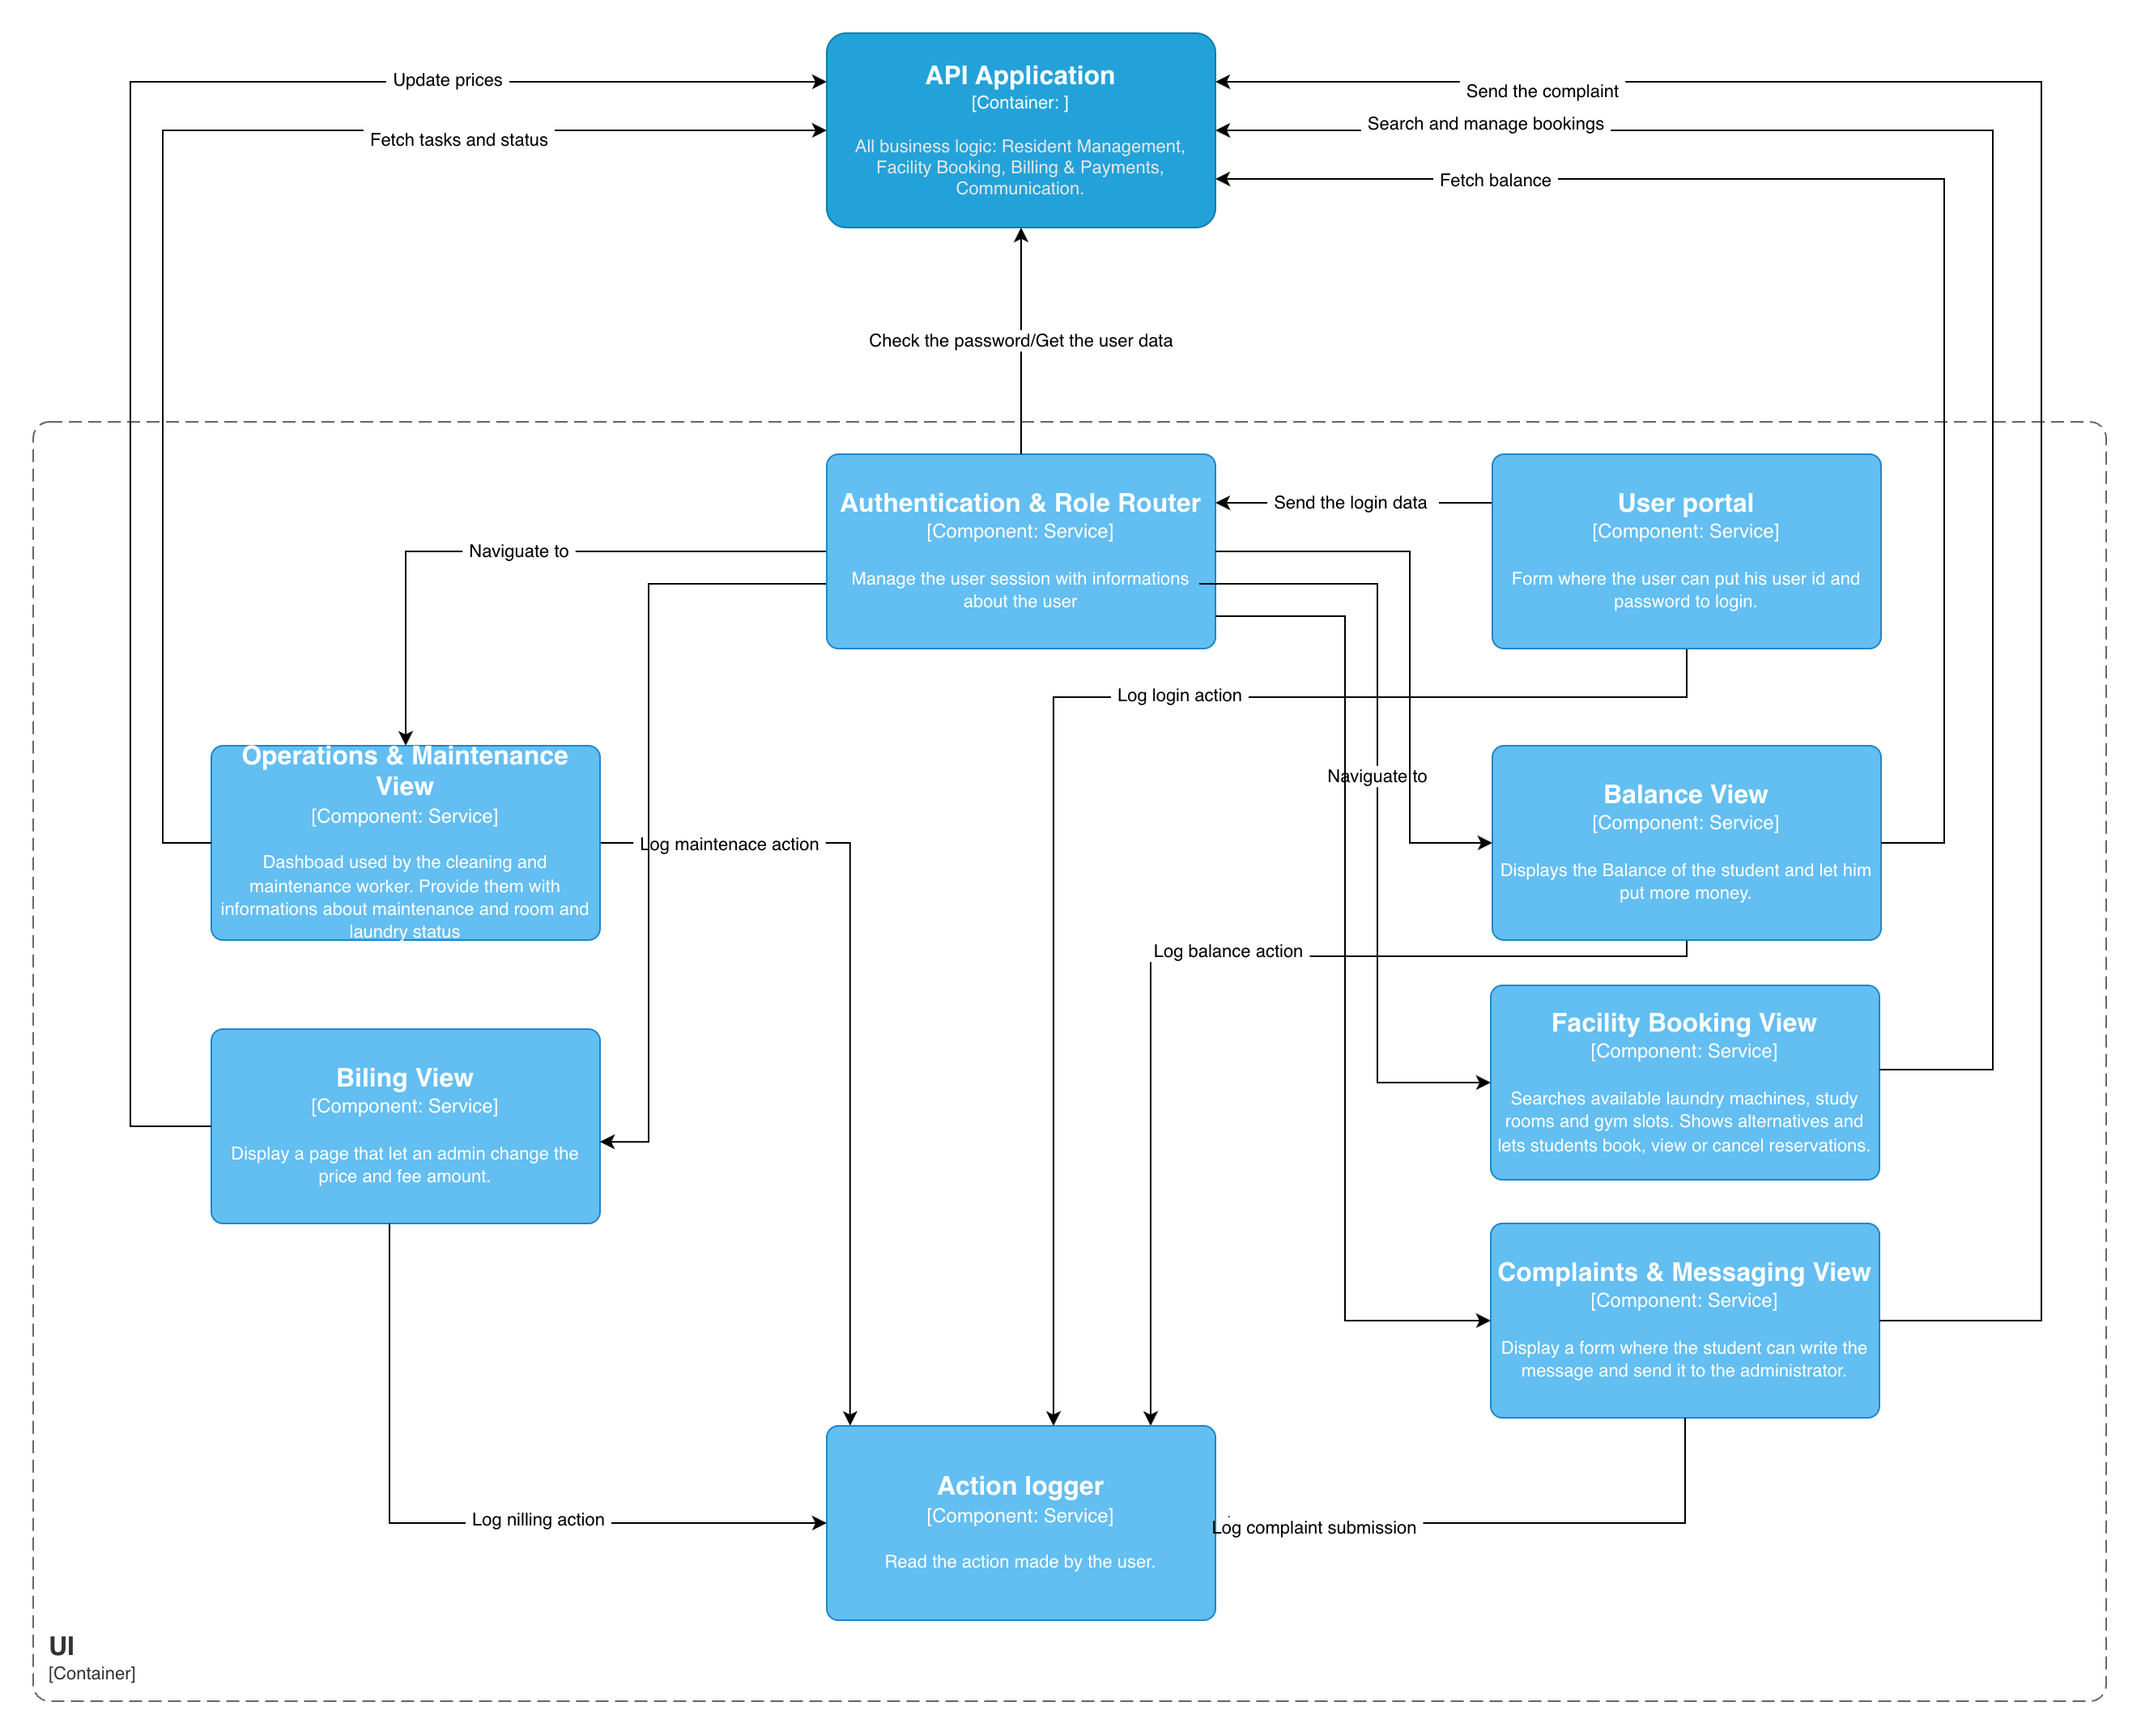 API Application
[Container: ]
All business logic: Resident Management,
Facility Booking, Billing & Payments,
Communication.
Update prices
Fetch tasks and status
Send the complaint
Search and manage bookings
Fetch balance
Check the password/Get the user data
Authentication & Role Router
[Component: Service]
Manage the user session with informations
about the user
Send the login data
User portal
[Component: Service]
Form where the user can put his user id and
password to login.
Naviguate to
Log login action
Operations & Maintenance
View
[Component: Service]
Dashboad used by the cleaning and
maintenance worker. Provide them with
informations about maintenance and room and
laundry status
Log maintenace action
Naviguate to
Balance View
[Component: Service]
Displays the Balance of the student and let him
put more money.
Log balance action
Biling View
[Component: Service]
Display a page that let an admin change the
price and fee amount.
Facility Booking View
[Component: Service]
Searches available laundry machines, study
rooms and gym slots. Shows alternatives and
lets students book, view or cancel reservations.
Complaints & Messaging View
[Component: Service]
Display a form where the student can write the
message and send it to the administrator.
Log nilling action
Action logger
[Component: Service]
Read the action made by the user.
Log complaint submission
UI
[Container]